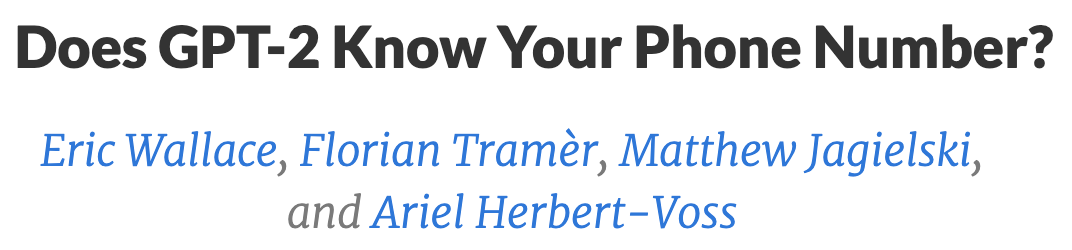 Does GPT-2 Know Your Phone Number?
Eric Wallace, Florian Tramèr, Matthew Jagielski,
and Ariel Herbert-Voss